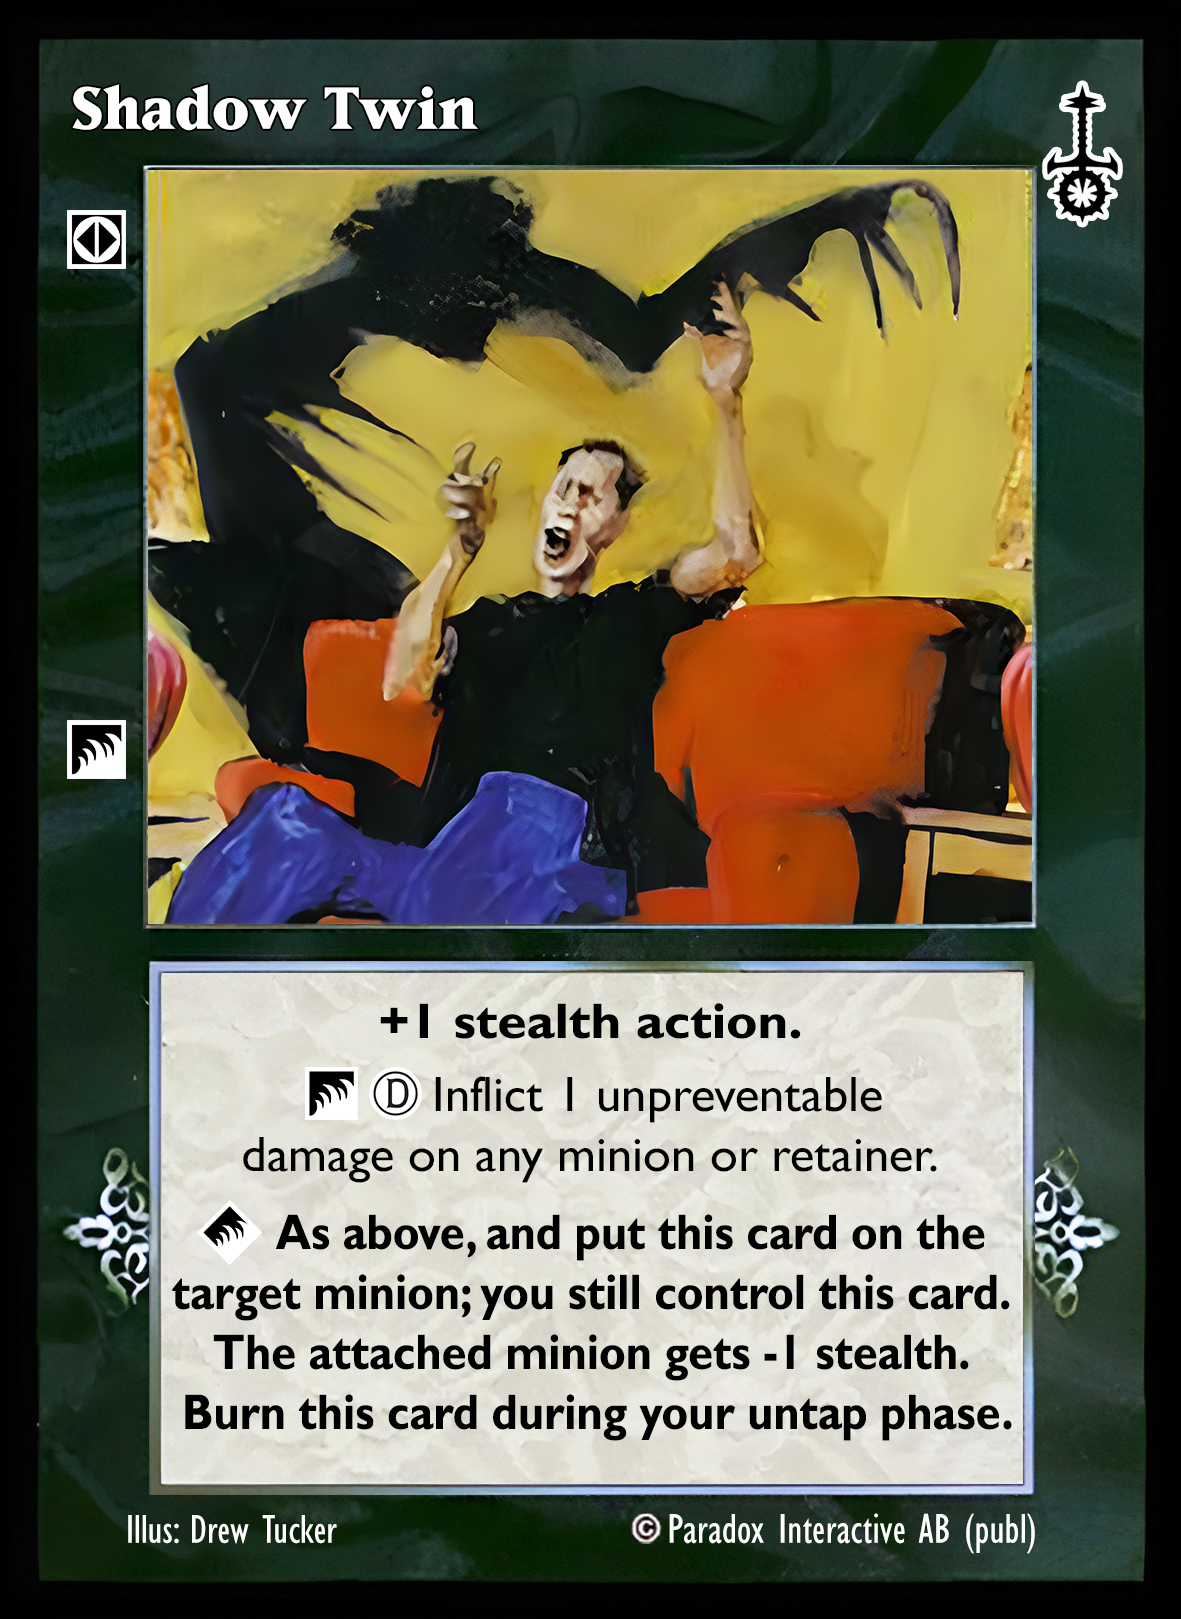 Shadow Twin
+1 stealth action.
D Inflict 1 unpreventable
damage on any minion or retainer.
As above, and put this card on the
target minion; you still control this card.
The attached minion gets -1 stealth.
Burn this card during your untap phase.
Illus: Drew Tucker
© Paradox Interactive AB (publ)